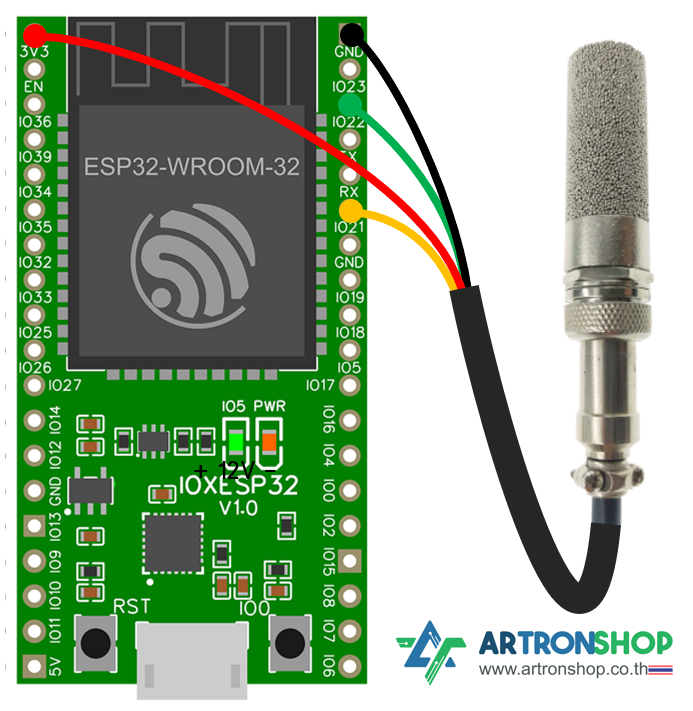 3V3
GND
EN
IO23
IO36
IO22
IO39
TX
IO34
RX
IO35
IO21
IO32
GND
IO33
IO19
IO25
IO18
IO26
IO5
IO27
IO17
ESP32-WROOM-32
IO14
IO5 PWR
IO16
IO12
+ 12V -
IO4
GND
IOXESP32
IO0
V1.0
IO13
IO2
IO9
IO15
IO10
IO8
RST
IO0
IO11
IO7
5V
IO6
ARTRONSHOP
www.artronshop.co.th